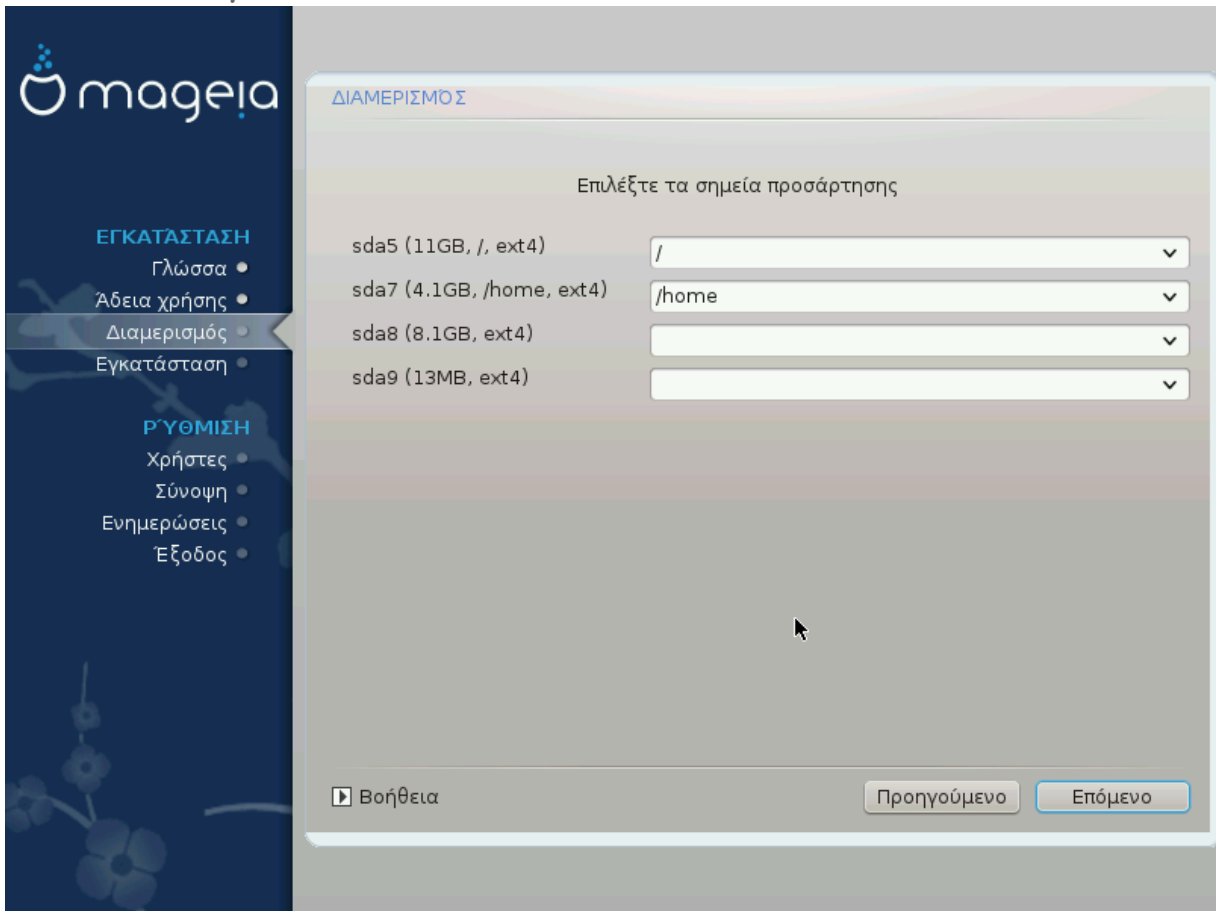 mageia
ΕΓΚΑΤΆΣΤΑΣΗ
Γλώσσα
Άδεια χρήσης
Διαμερισμός
Εγκατάσταση
ΡΎΘΜΙΣΗ
Χρήστες
Σύνοψη
Ενημερώσεις
Έξοδος
ΔΙΑΜΕΡΙΣΜΌΣ
Επιλέξτε τα σημεία προσάρτησης
sda5 (11GB, /, ext4) /
sda7 (4.1GB, /home, ext4) /home
sda8 (8.1GB, ext4)
sda9 (13MB, ext4)
Βοήθεια Προηγούμενο Επόμενο